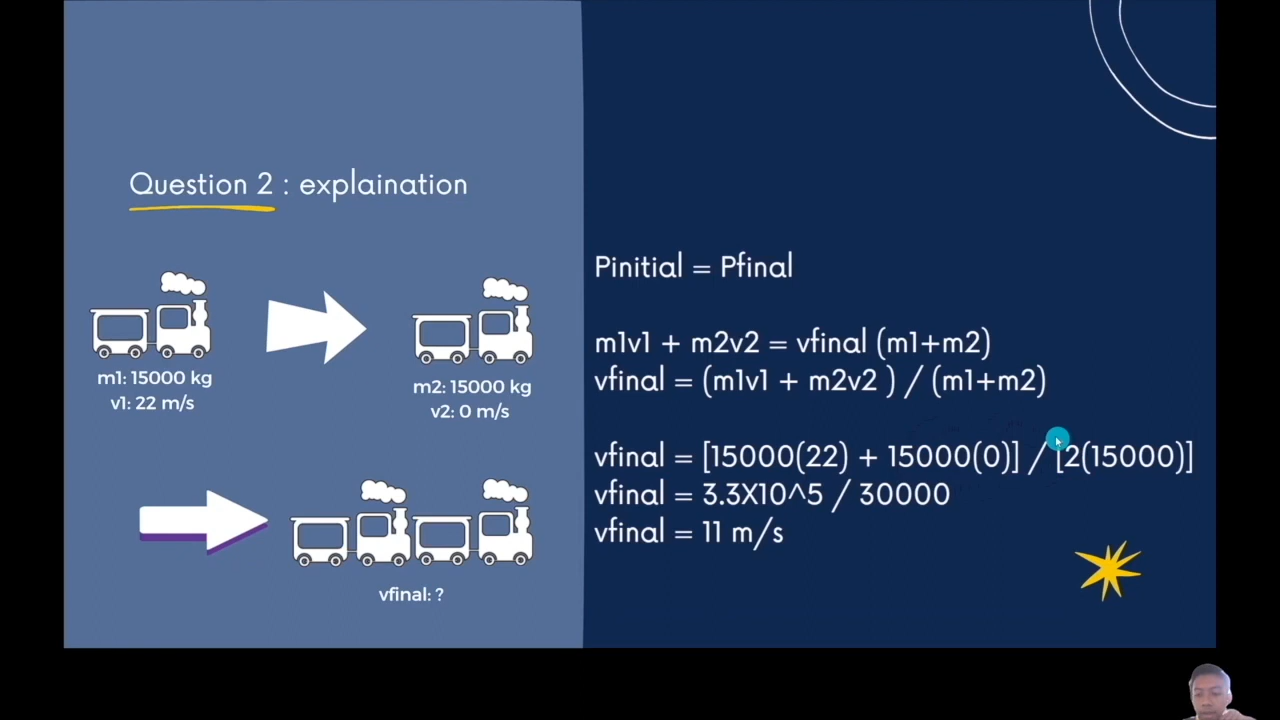 Question 2 : explaination
m1: 15000 kg
v1: 22 m/s
m2: 15000 kg
v2: 0 m/s
vfinal: ?
Pinitial = Pfinal
m1v1 + m2v2 = vfinal (m1+m2)
vfinal = (m1v1 + m2v2 ) / (m1+m2)
vfinal = [15000(22) + 15000(0)] / [2(15000)]
vfinal = 3.3X10^5 / 30000
vfinal = 11 m/s